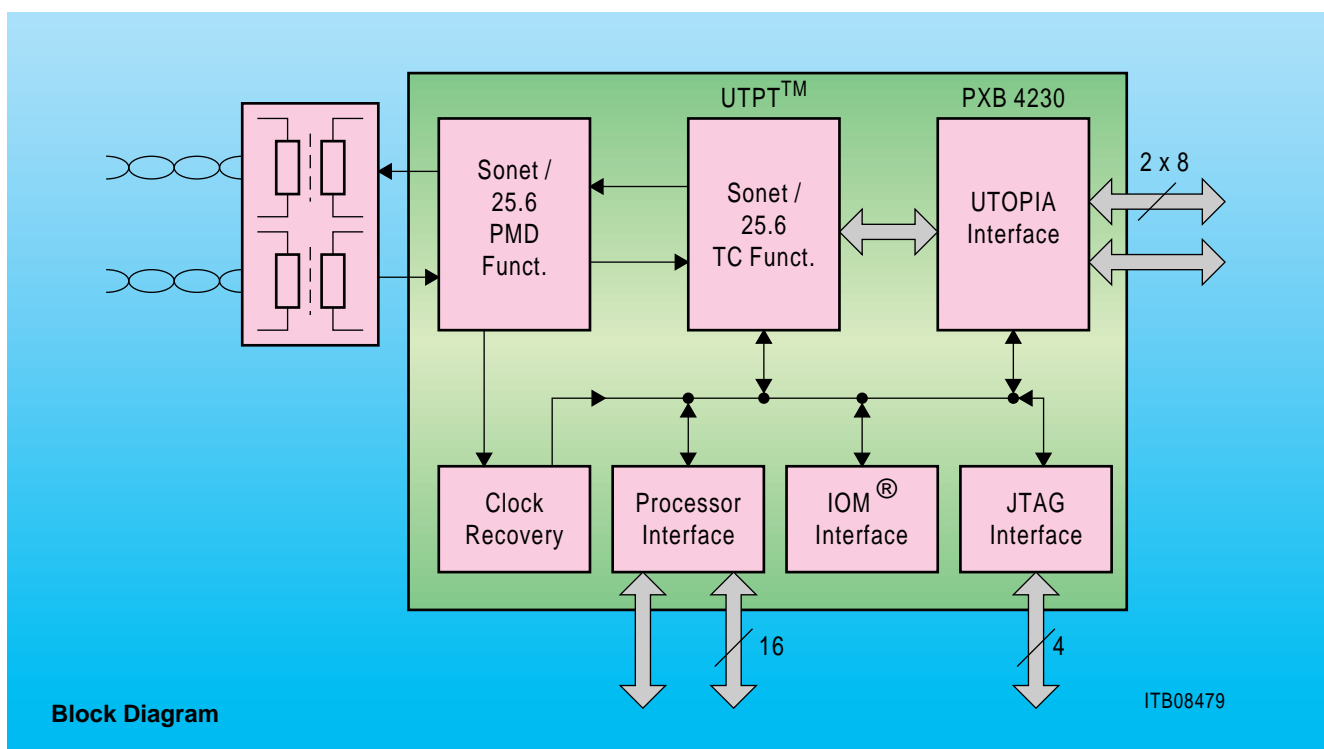 UTPT™
PXB 4230
Sonet /
25.6
PMD
Funct.
Sonet /
25.6
TC Funct.
UTOPIA
Interface
2 x 8
Clock
Recovery
Processor
Interface
IOM®
Interface
JTAG
Interface
16
4
Block Diagram
ITB08479